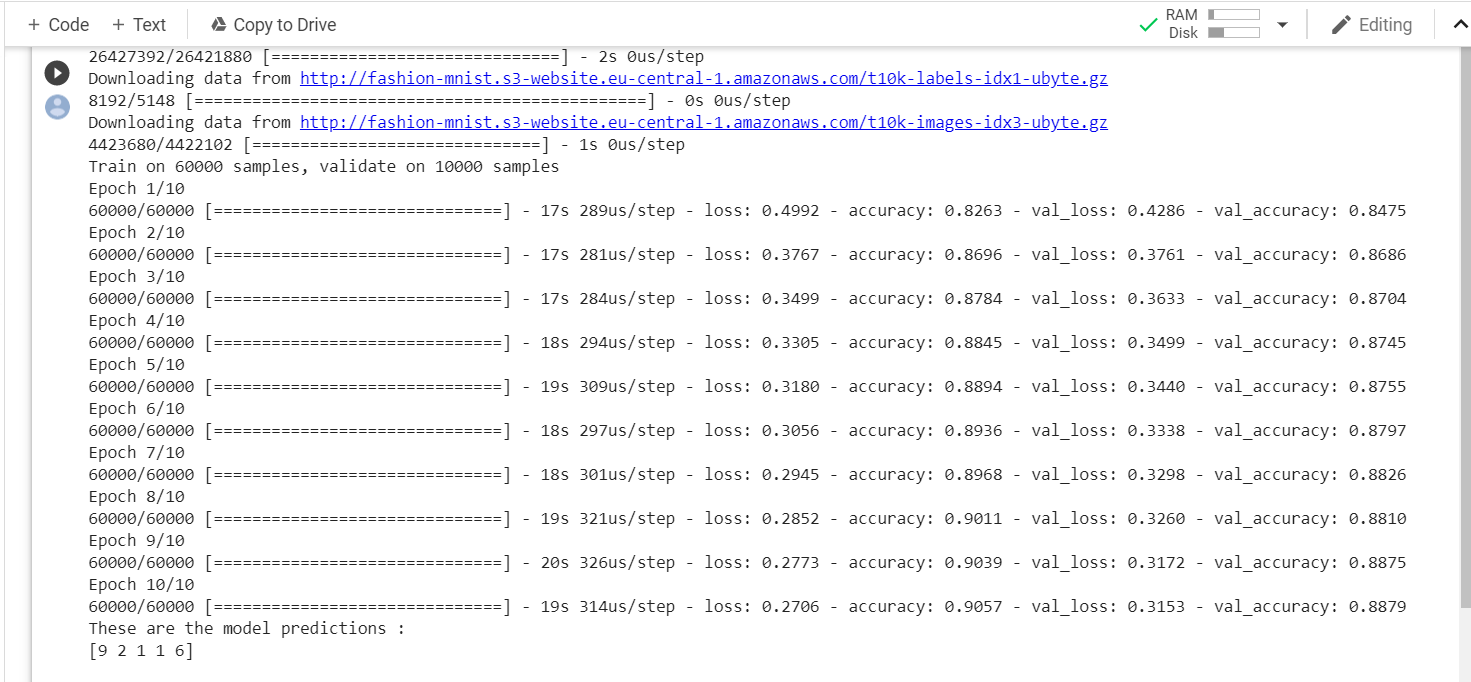 + Code + Text Copy to Drive RAM Disk Editing
26427392/26421880 [==============================] - 2s 0us/step
Downloading data from http://fashion-mnist.s3-website.eu-central-1.amazonaws.com/t10k-labels-idx1-ubyte.gz
8192/5148 [===============================================] - 0s 0us/step
Downloading data from http://fashion-mnist.s3-website.eu-central-1.amazonaws.com/t10k-images-idx3-ubyte.gz
4423680/4422102 [==============================] - 1s 0us/step
Train on 60000 samples, validate on 10000 samples
Epoch 1/10
60000/60000 [==============================] - 17s 289us/step - loss: 0.4992 - accuracy: 0.8263 - val_loss: 0.4286 - val_accuracy: 0.8475
Epoch 2/10
60000/60000 [==============================] - 17s 281us/step - loss: 0.3767 - accuracy: 0.8696 - val_loss: 0.3761 - val_accuracy: 0.8686
Epoch 3/10
60000/60000 [==============================] - 17s 284us/step - loss: 0.3499 - accuracy: 0.8784 - val_loss: 0.3633 - val_accuracy: 0.8704
Epoch 4/10
60000/60000 [==============================] - 18s 294us/step - loss: 0.3305 - accuracy: 0.8845 - val_loss: 0.3499 - val_accuracy: 0.8745
Epoch 5/10
60000/60000 [==============================] - 19s 309us/step - loss: 0.3180 - accuracy: 0.8894 - val_loss: 0.3440 - val_accuracy: 0.8755
Epoch 6/10
60000/60000 [==============================] - 18s 297us/step - loss: 0.3056 - accuracy: 0.8936 - val_loss: 0.3338 - val_accuracy: 0.8797
Epoch 7/10
60000/60000 [==============================] - 18s 301us/step - loss: 0.2945 - accuracy: 0.8968 - val_loss: 0.3298 - val_accuracy: 0.8826
Epoch 8/10
60000/60000 [==============================] - 19s 321us/step - loss: 0.2852 - accuracy: 0.9011 - val_loss: 0.3260 - val_accuracy: 0.8810
Epoch 9/10
60000/60000 [==============================] - 20s 326us/step - loss: 0.2773 - accuracy: 0.9039 - val_loss: 0.3172 - val_accuracy: 0.8875
Epoch 10/10
60000/60000 [==============================] - 19s 314us/step - loss: 0.2706 - accuracy: 0.9057 - val_loss: 0.3153 - val_accuracy: 0.8879
These are the model predictions :
[9 2 1 1 6]